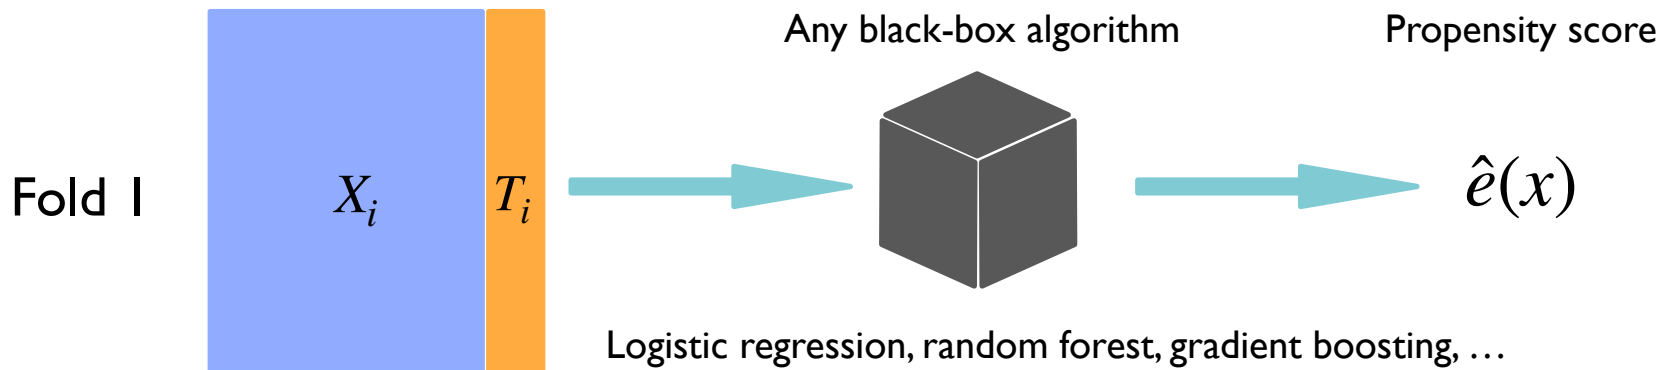 Any black-box algorithm
Propensity score
Fold 1
X_i
T_i
ê(x)
Logistic regression, random forest, gradient boosting, …